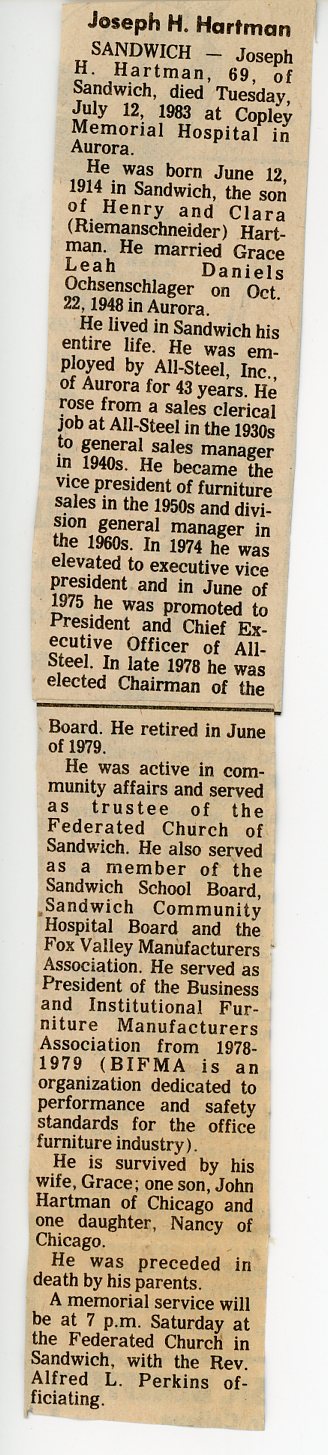 Joseph H. Hartman
SANDWICH — Joseph
H. Hartman, 69, of
Sandwich, died Tuesday,
July 12, 1983 at Copley
Memorial Hospital in
Aurora.
He was born June 12,
1914 in Sandwich, the son
of Henry and Clara
(Riemanschneider) Hart-
man. He married Grace
Leah Daniels
Ochsenschlager on Oct.
22, 1948 in Aurora.
He lived in Sandwich his
entire life. He was em-
ployed by All-Steel, Inc.,
of Aurora for 43 years. He
rose from a sales clerical
job at All-Steel in the 1930s
to general sales manager
in 1940s. He became the
vice president of furniture
sales in the 1950s and divi-
sion general manager in
the 1960s. In 1974 he was
elevated to executive vice
president and in June of
1975 he was promoted to
President and Chief Ex-
ecutive Officer of All-
Steel. In late 1978 he was
elected Chairman of the
Board. He retired in June
of 1979.
He was active in com-
munity affairs and served
as trustee of the
Federated Church of
Sandwich. He also served
as a member of the
Sandwich School Board,
Sandwich Community
Hospital Board and the
Fox Valley Manufacturers
Association. He served as
President of the Business
and Institutional Fur-
niture Manufacturers
Association from 1978-
1979 (BIFMA is an
organization dedicated to
performance and safety
standards for the office
furniture industry).
He is survived by his
wife, Grace; one son, John
Hartman of Chicago and
one daughter, Nancy of
Chicago.
He was preceded in
death by his parents.
A memorial service will
be at 7 p.m. Saturday at
the Federated Church in
Sandwich, with the Rev.
Alfred L. Perkins of-
ficiating.